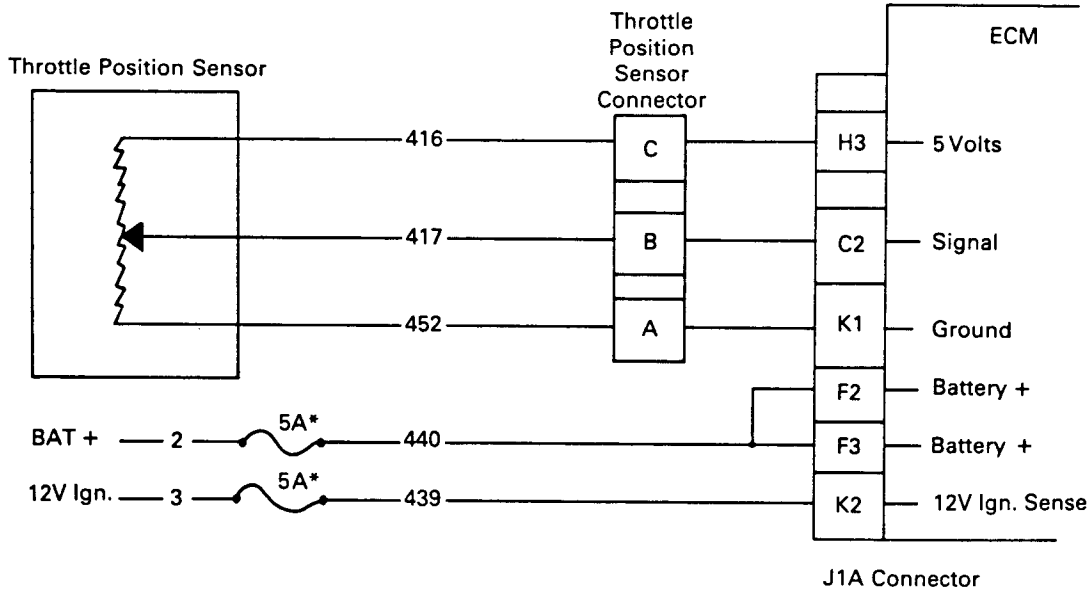 Throttle
Position
Sensor
Connector
ECM
Throttle Position Sensor
416
C
H3
5 Volts
417
B
C2
Signal
452
A
K1
Ground
F2
Battery +
BAT +
2
5A*
440
F3
Battery +
12V Ign.
3
5A*
439
K2
12V Ign. Sense
J1A Connector